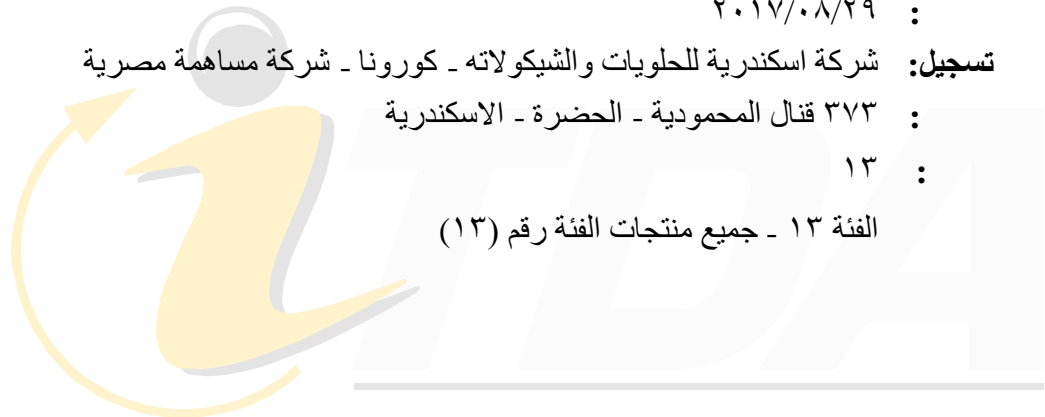 : ٢٠١٧/٠٨/٢٩
تسجيل: شركة اسكندرية للحلويات والشيكولاته ـ كورونا ـ شركة مساهمة مصرية
: ٣٧٣ قنال المحمودية ـ الحضرة ـ الاسكندرية
: ١٣
الفئة ١٣ ـ جميع منتجات الفئة رقم (١٣)
iTDA